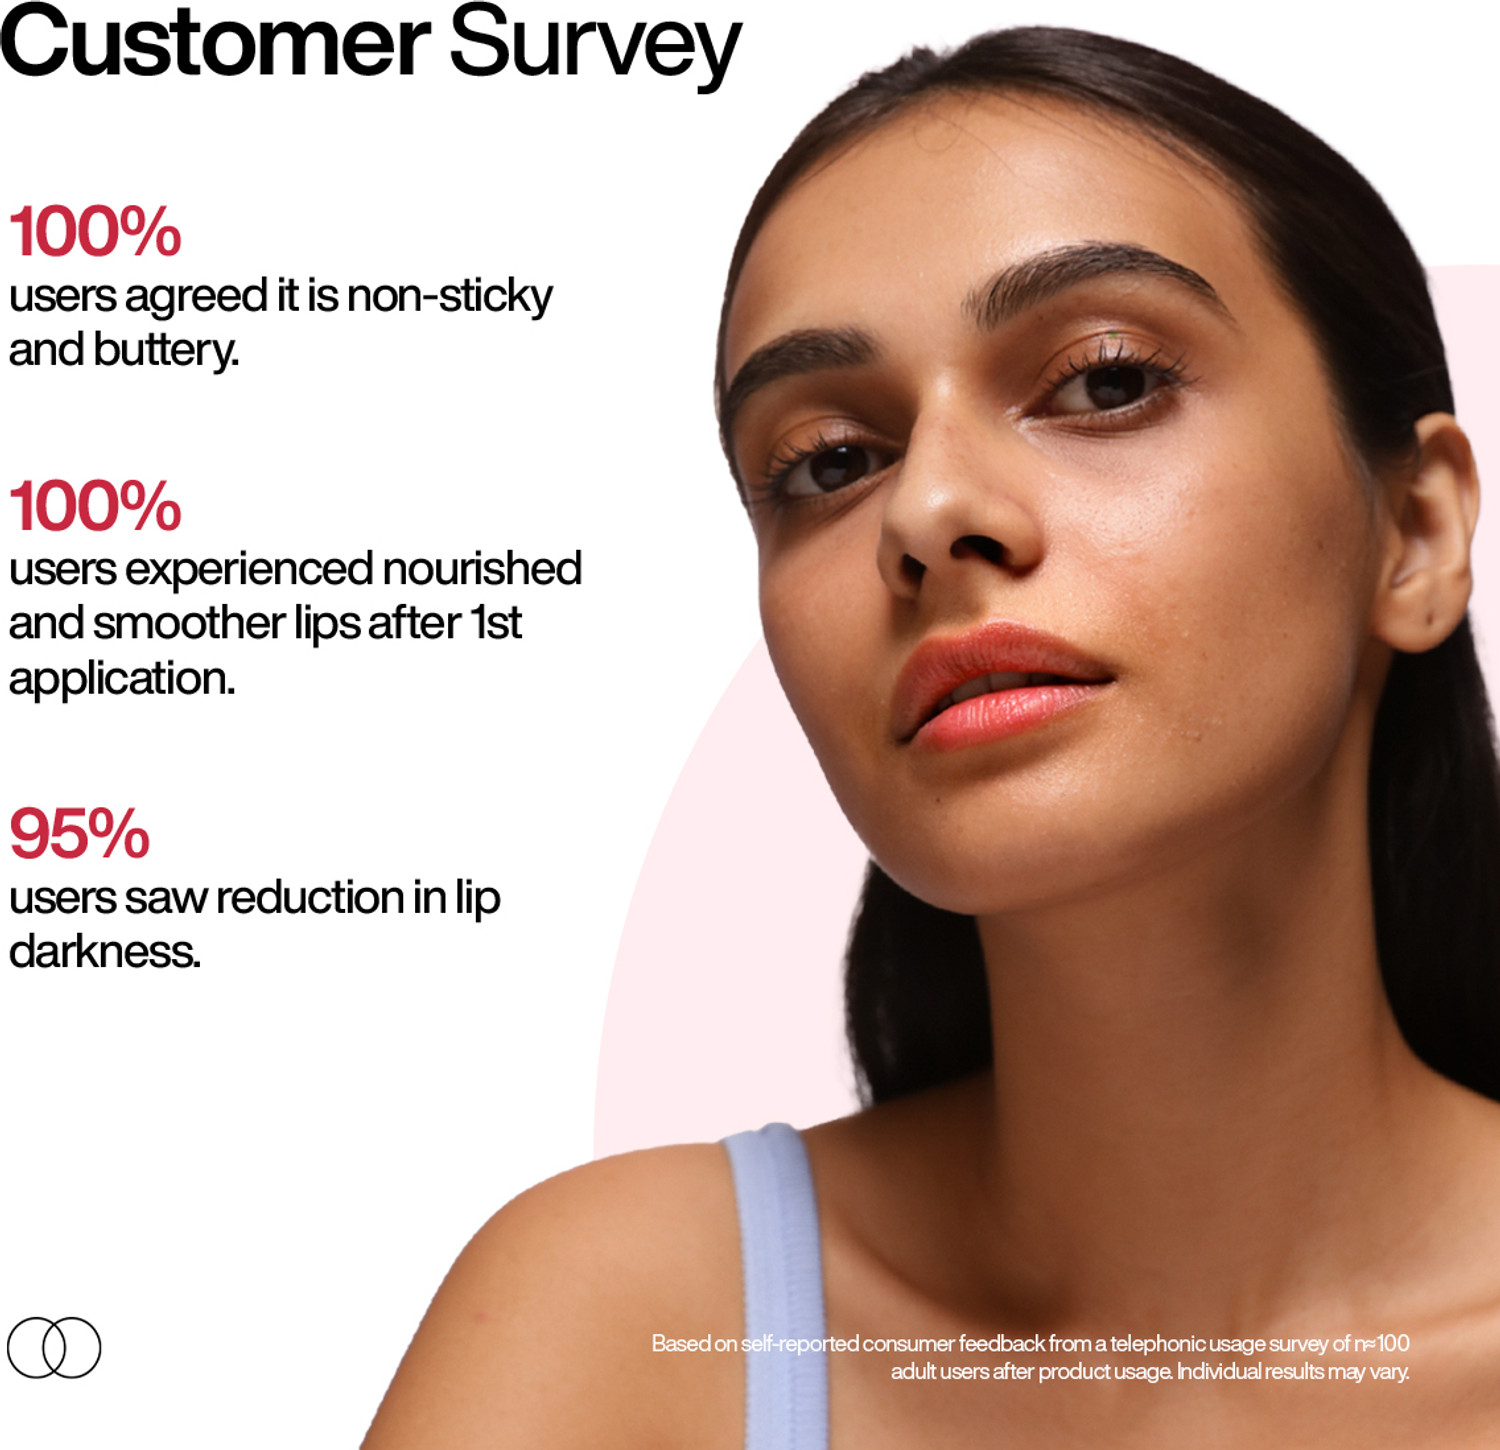 Customer Survey
100%
users agreed it is non-sticky
and buttery.
100%
users experienced nourished
and smoother lips after 1st
application.
95%
users saw reduction in lip
darkness.
Based on self-reported consumer feedback from a telephonic usage survey of n≈100
adult users after product usage. Individual results may vary.